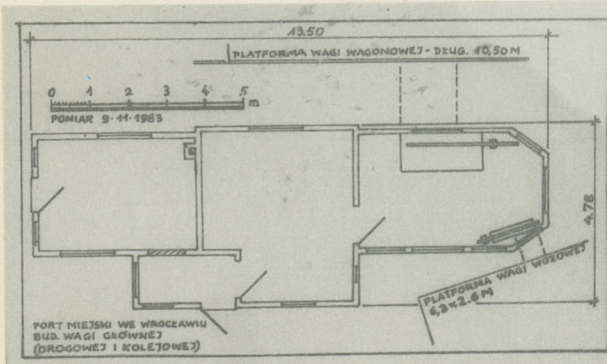 13.50
PLATFORMA WAGI WAGONOWEJ - DŁUG. 10,50 M
0 1 2 3 4 5 m
POMIAR 9-11-1983
4.78
PLATFORMA WAGI WOZOWEJ
6,3 × 2.6 M
PORT MIEJSKI WE WROCŁAWIU
BUD. WAGI GŁÓWNEJ
(DROGOWEJ I KOLEJOWEJ)